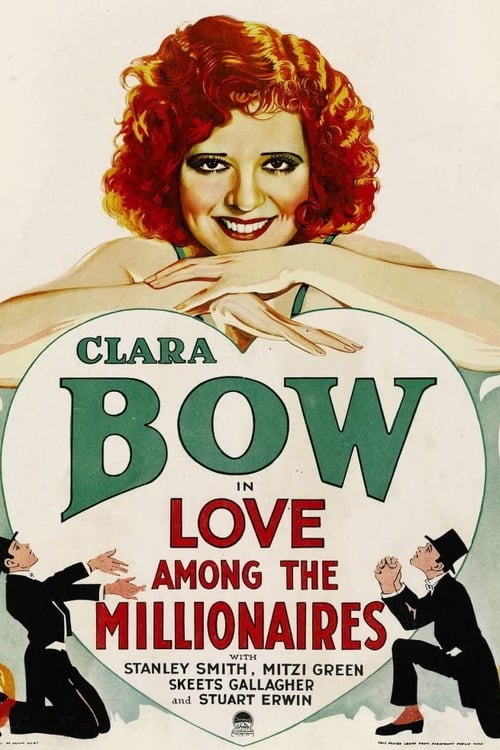 CLARA
BOW
IN
LOVE
AMONG THE
MILLIONAIRES
WITH
STANLEY SMITH, MITZI GREEN
SKEETS GALLAGHER
and STUART ERWIN